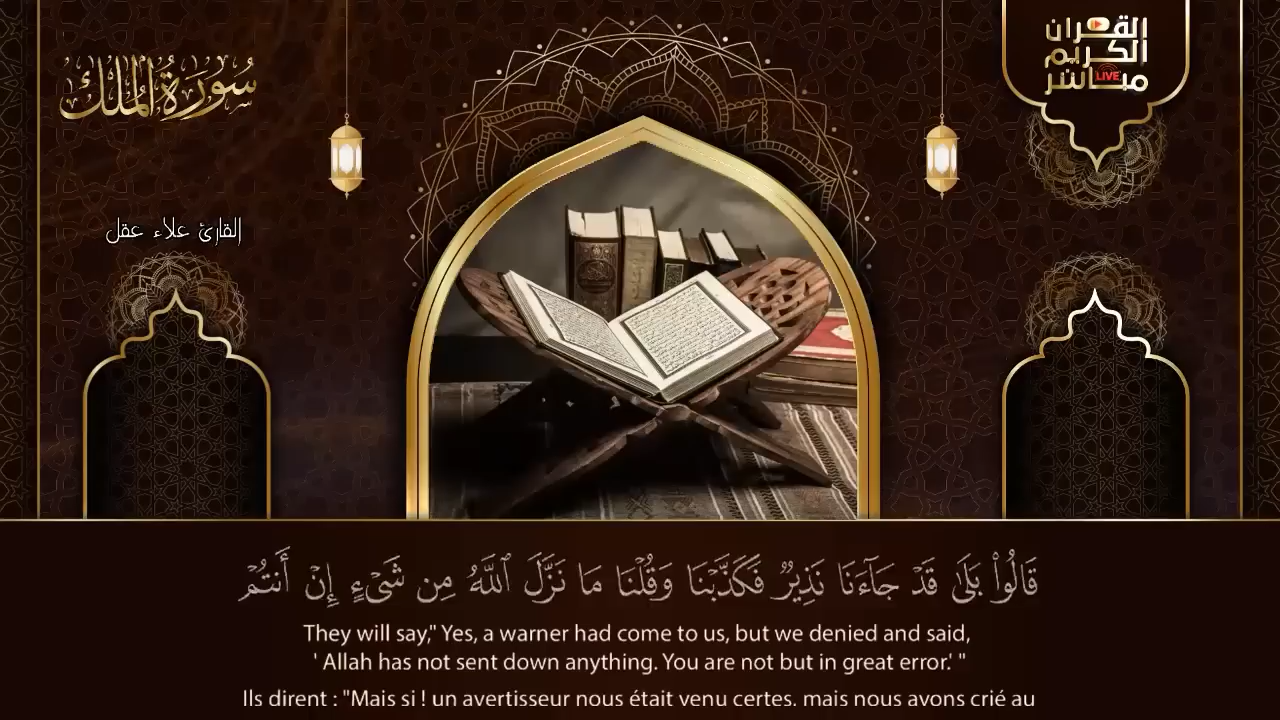 سُورَةُ الْمُلْكِ
القرآن
الكريم
مباشر
LIVE
القارئ علاء عقل
قَالُوا۟ بَلَىٰ قَدْ جَآءَنَا نَذِيرٌ فَكَذَّبْنَا وَقُلْنَا مَا نَزَّلَ ٱللَّهُ مِن شَىْءٍ إِنْ أَنتُمْ
They will say," Yes, a warner had come to us, but we denied and said,
' Allah has not sent down anything. You are not but in great error.' "
Ils dirent : "Mais si ! un avertisseur nous était venu certes. mais nous avons crié au